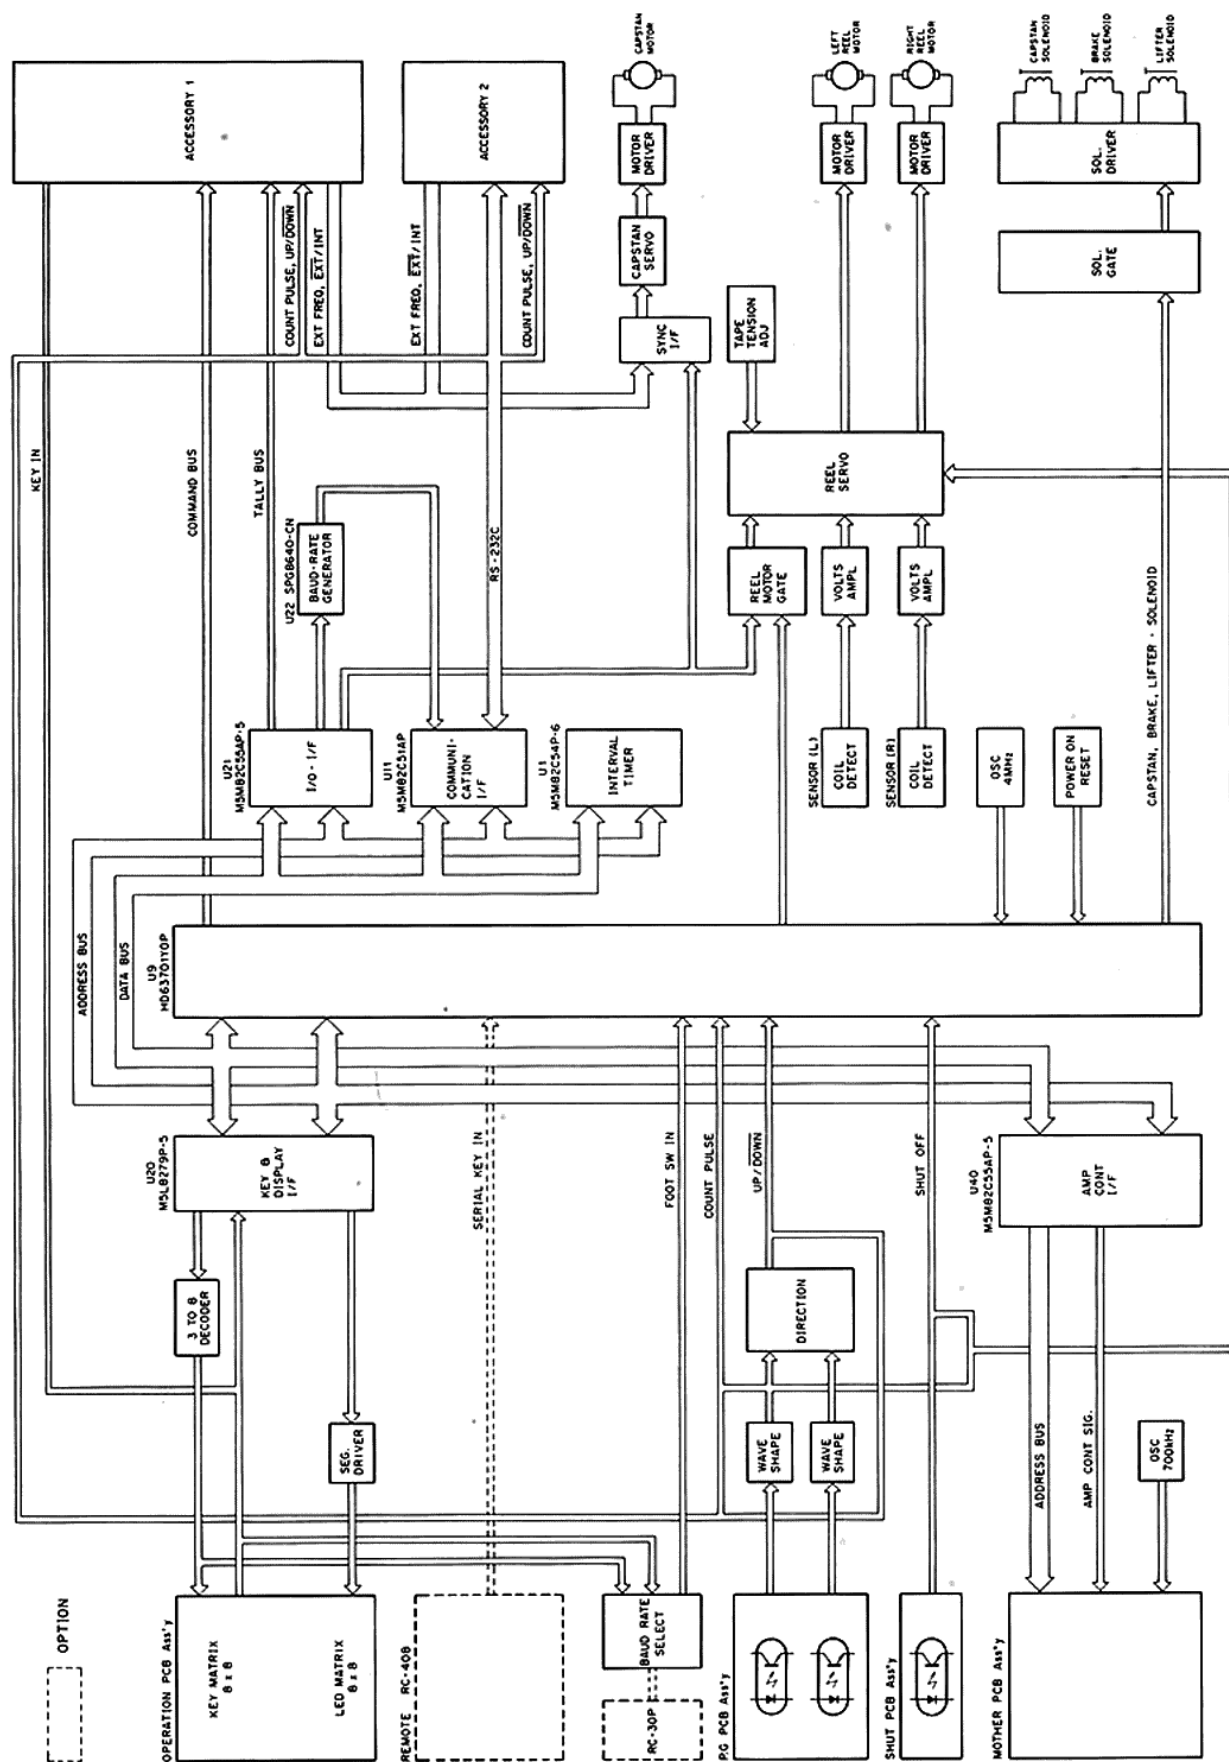 OPTION
OPERATION PCB Ass'y
KEY MATRIX
8 x 8
LED MATRIX
8 x 8
REMOTE RC-408
RC-30P
BAUD RATE
SELECT
P.G PCB Ass'y
SHUT PCB Ass'y
MOTHER PCB Ass'y
3 TO 8
DECODER
SEG.
DRIVER
WAVE
SHAPE
WAVE
SHAPE
DIRECTION
OSC
700kHz
ADDRESS BUS
AMP CONT SIG.
U20
M5L8279P-5
KEY &
DISPLAY
I/F
SERIAL KEY IN
FOOT SW IN
COUNT PULSE
UP/DOWN
SHUT OFF
U40
M5M82C55AP-5
AMP
CONT
I/F
ADDRESS BUS
DATA BUS
U9
HD63701Y0P
U21
M5M82C55AP-5
I/O - I/F
U11
M5M82C51AP
COMMUNI-
CATION
I/F
U1
M5M82C54P-6
INTERVAL
TIMER
SENSOR (L)
COIL
DETECT
SENSOR (R)
COIL
DETECT
OSC
4MHz
POWER ON
RESET
U22 SPG8640-CN
BAUD-RATE
GENERATOR
REEL
MOTOR
GATE
VOLTS
AMPL
VOLTS
AMPL
CAPSTAN, BRAKE, LIFTER - SOLENOID
KEY IN
COMMAND BUS
TALLY BUS
RS-232C
REEL
SERVO
TAPE
TENSION
ADJ
COUNT PULSE, UP/DOWN
EXT FREQ, EXT/INT
EXT FREQ, EXT/INT
COUNT PULSE, UP/DOWN
SYNC
I/F
CAPSTAN
SERVO
MOTOR
DRIVER
MOTOR
DRIVER
MOTOR
DRIVER
SOL.
GATE
SOL.
DRIVER
ACCESSORY 1
ACCESSORY 2
CAPSTAN
MOTOR
LEFT
REEL
MOTOR
RIGHT
REEL
MOTOR
CAPSTAN
SOLENOID
BRAKE
SOLENOID
LIFTER
SOLENOID